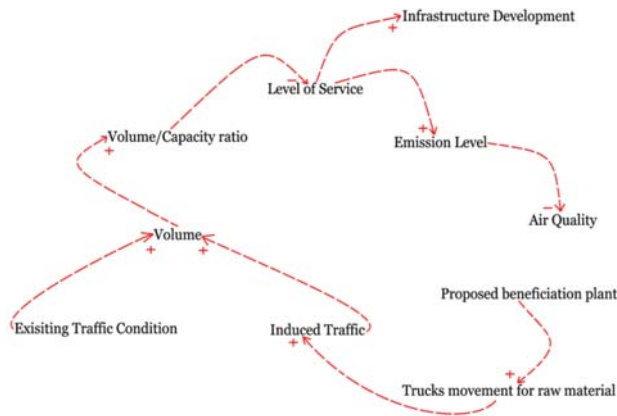 Infrastructure Development
+
−
Level of Service
Volume/Capacity ratio
+
+
Emission Level
−
Air Quality
Volume
+
+
Proposed beneficiation plant
Exisiting Traffic Condition
Induced Traffic
+
+
Trucks movement for raw material